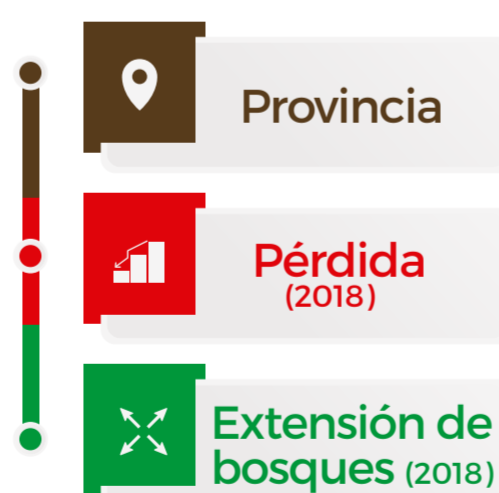 Provincia
Pérdida
(2018)
Extensión de
bosques (2018)